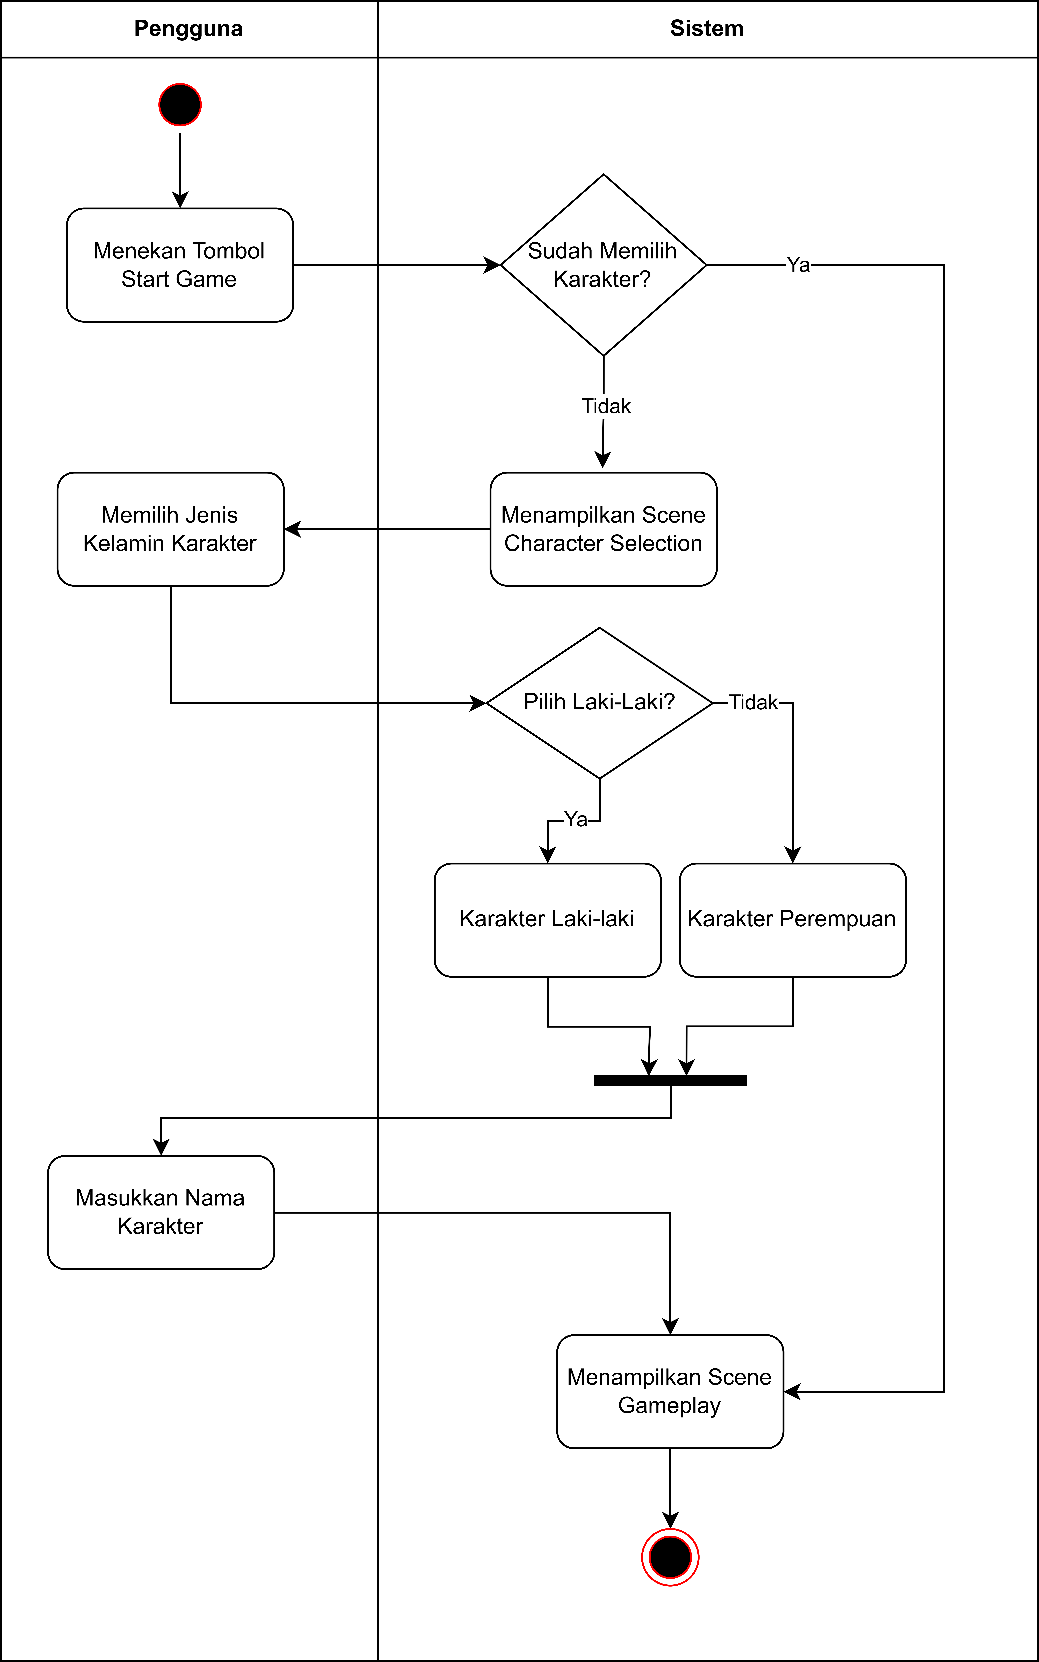 Pengguna
Sistem
Menekan Tombol
Start Game
Sudah Memilih
Karakter?
Ya
Tidak
Memilih Jenis
Kelamin Karakter
Menampilkan Scene
Character Selection
Pilih Laki-Laki?
Tidak
Ya
Karakter Laki-laki
Karakter Perempuan
Masukkan Nama
Karakter
Menampilkan Scene
Gameplay